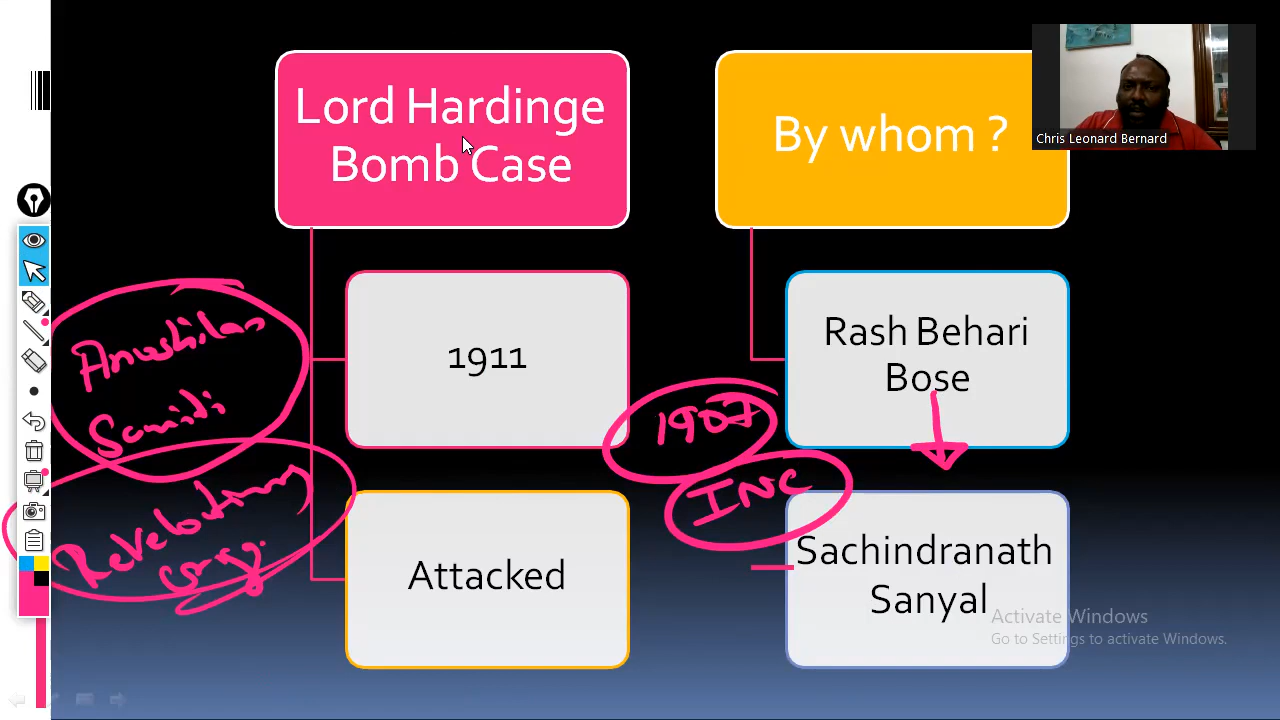 Lord Hardinge
Bomb Case
By whom ?
Chris Leonard Bernard
1911
Rash Behari
Bose
Anushilan
Samiti
1907
INC
Attacked
Sachindranath
Sanyal
Activate Windows
Go to Settings to activate Windows.